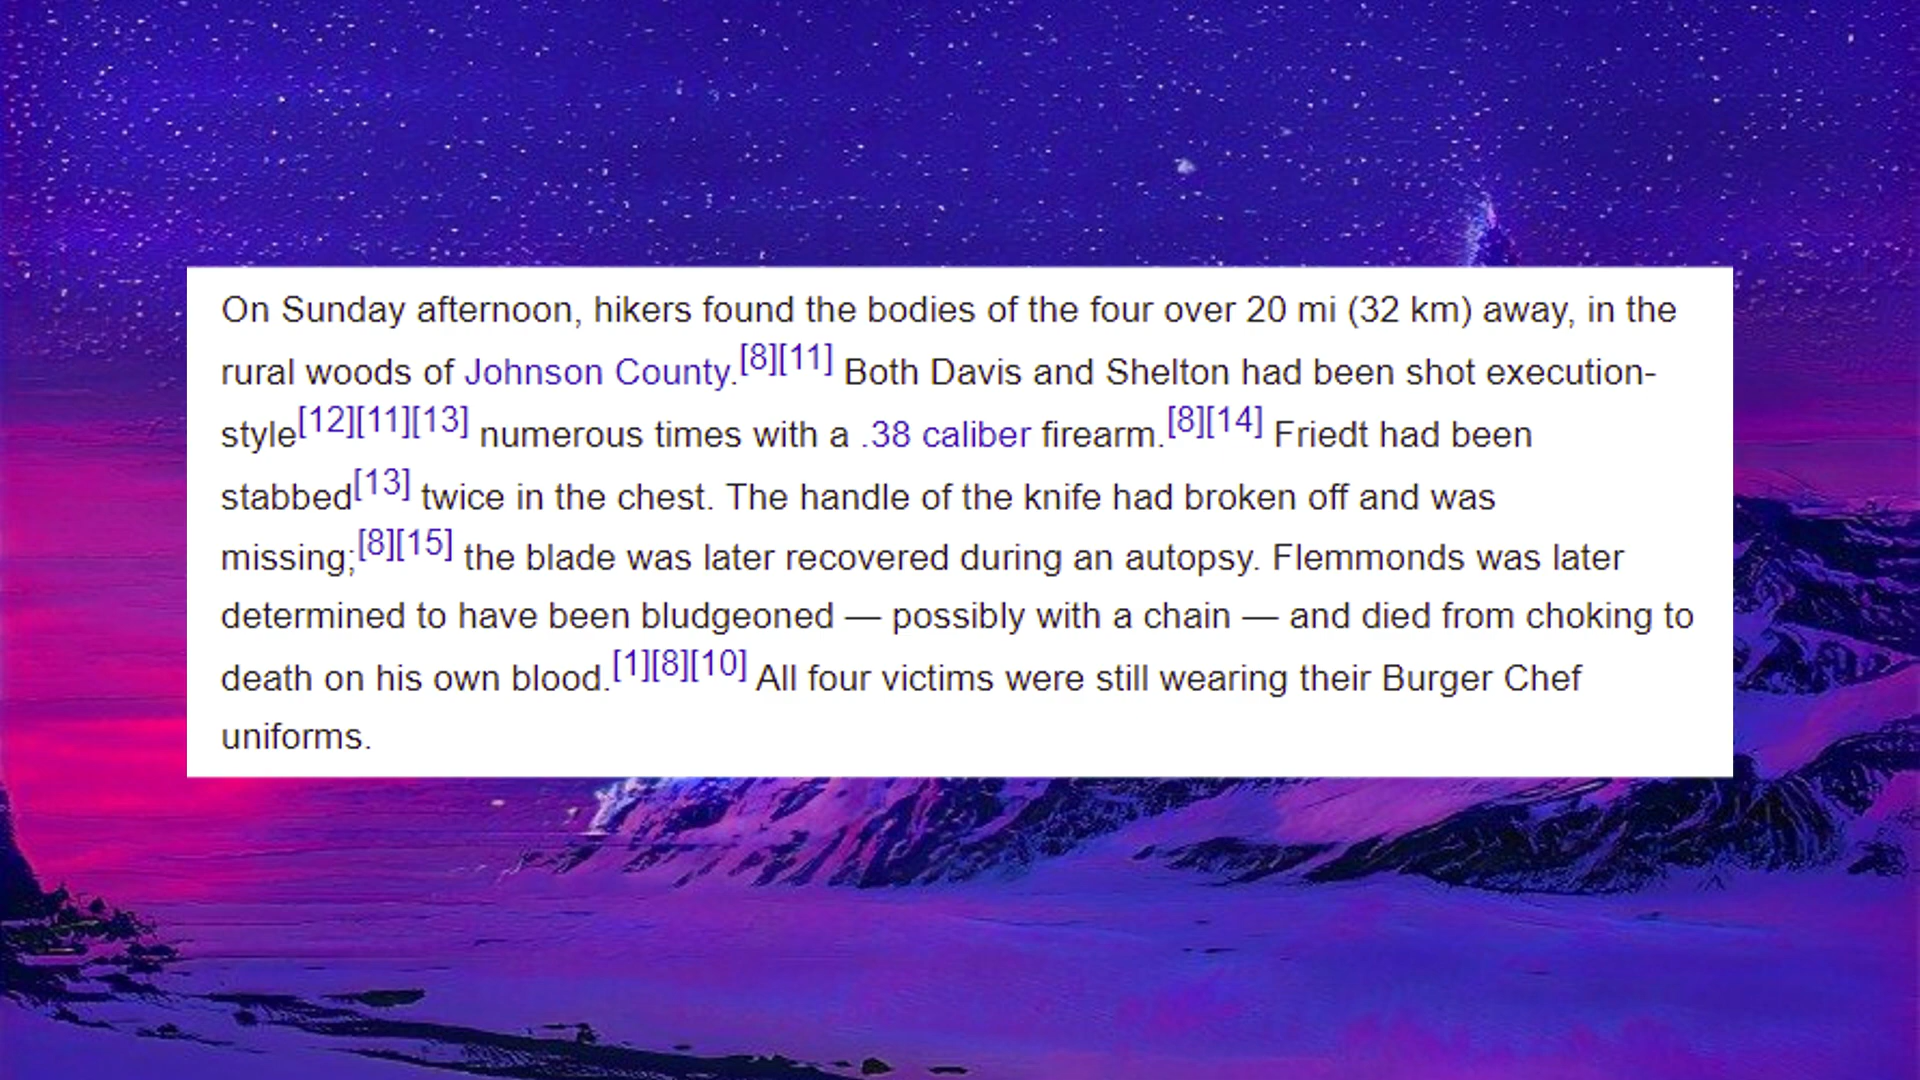 On Sunday afternoon, hikers found the bodies of the four over 20 mi (32 km) away, in the
rural woods of Johnson County.[8][11] Both Davis and Shelton had been shot execution-
style[12][11][13] numerous times with a .38 caliber firearm.[8][14] Friedt had been
stabbed[13] twice in the chest. The handle of the knife had broken off and was
missing;[8][15] the blade was later recovered during an autopsy. Flemmonds was later
determined to have been bludgeoned — possibly with a chain — and died from choking to
death on his own blood.[1][8][10] All four victims were still wearing their Burger Chef
uniforms.